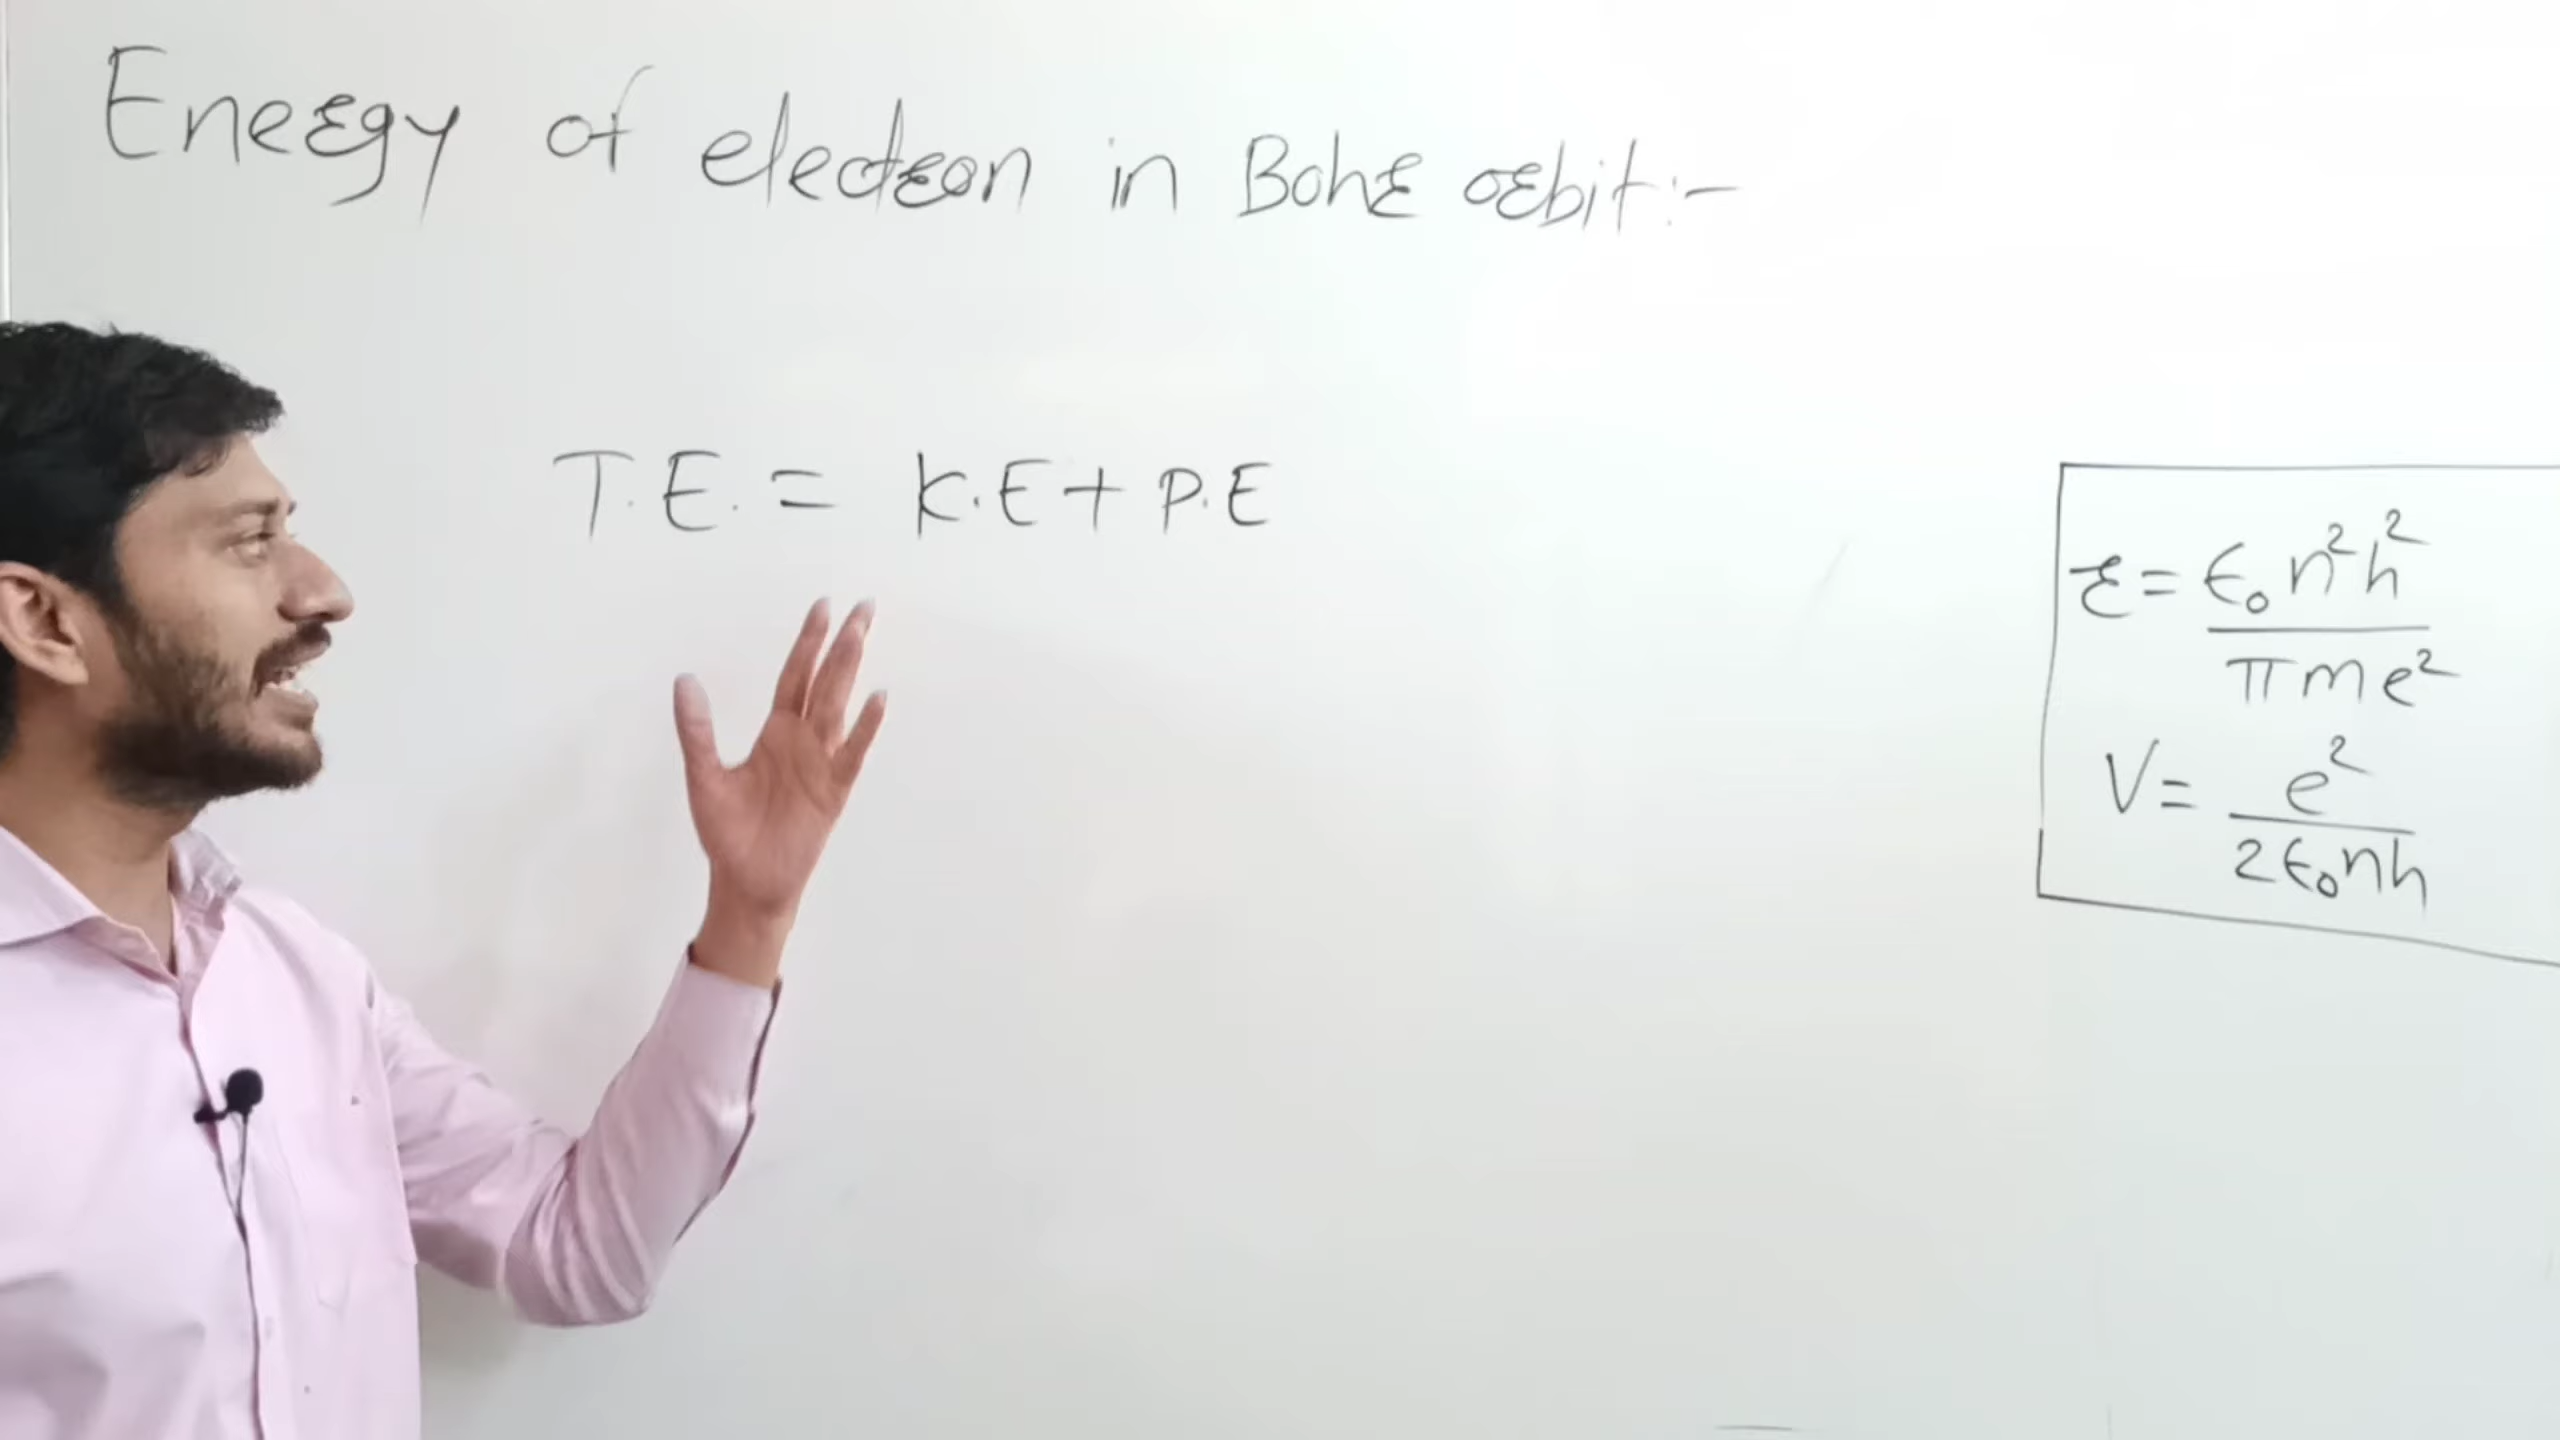 Energy of electron in Bohr orbit:-
T.E. = K.E + P.E
r = ϵ₀n²h² / πme²
V = e² / 2ϵ₀nh